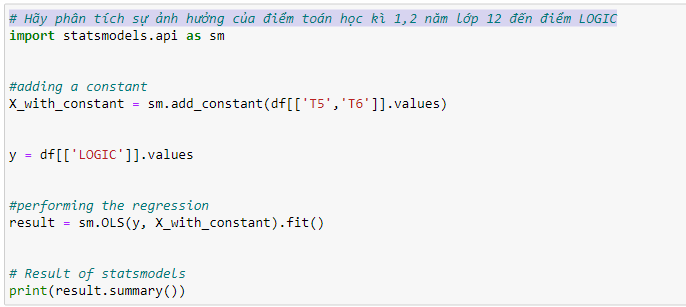 # Hãy phân tích sự ảnh hưởng của điểm toán học kì 1,2 năm lớp 12 đến điểm LOGIC
import statsmodels.api as sm
#adding a constant
X_with_constant = sm.add_constant(df[['T5','T6']].values)
y = df[['LOGIC']].values
#performing the regression
result = sm.OLS(y, X_with_constant).fit()
# Result of statsmodels
print(result.summary())